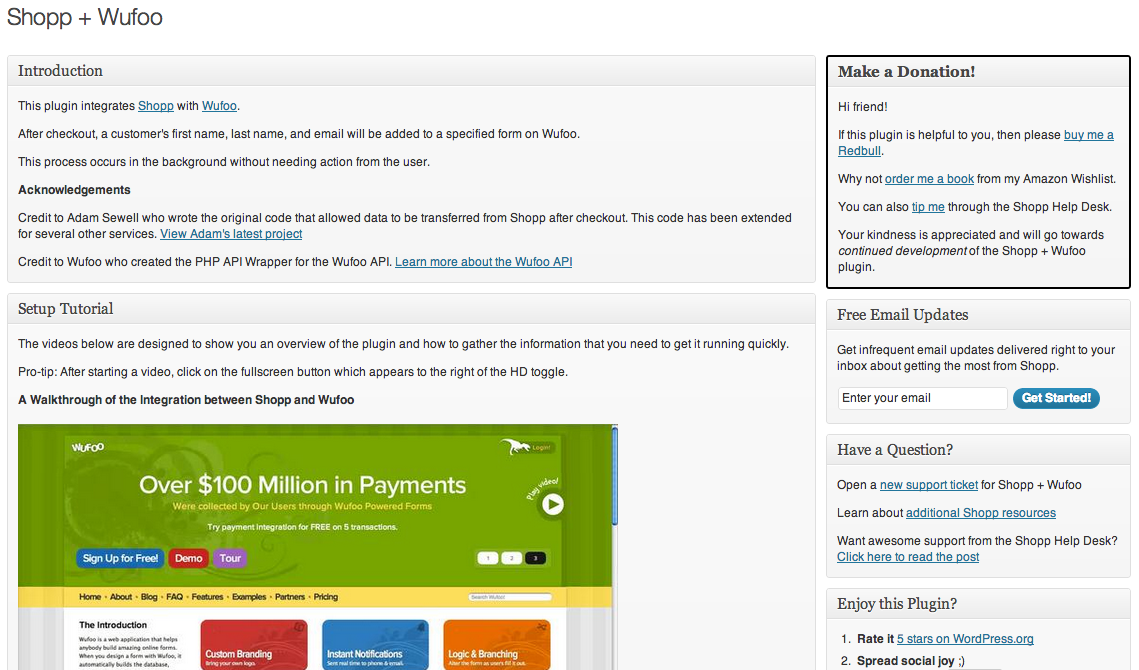 Shopp + Wufoo
Introduction
This plugin integrates Shopp with Wufoo.
After checkout, a customer's first name, last name, and email will be added to a specified form on Wufoo.
This process occurs in the background without needing action from the user.
Acknowledgements
Credit to Adam Sewell who wrote the original code that allowed data to be transferred from Shopp after checkout. This code has been extended
for several other services. View Adam's latest project
Credit to Wufoo who created the PHP API Wrapper for the Wufoo API. Learn more about the Wufoo API
Setup Tutorial
The videos below are designed to show you an overview of the plugin and how to gather the information that you need to get it running quickly.
Pro-tip: After starting a video, click on the fullscreen button which appears to the right of the HD toggle.
A Walkthrough of the Integration between Shopp and Wufoo
WUFOO
Login!
Over $100 Million in Payments
Were collected by Our Users through Wufoo Powered Forms
Try payment integration for FREE on 5 transactions.
Play video!
Sign Up for Free!
Demo
Tour
1
2
3
Home • About • Blog • FAQ • Features • Examples • Partners • Pricing
Search Wufoo!
The Introduction
Wufoo is a web application that helps
anybody build amazing online forms.
When you design a form with Wufoo, it
automatically builds the database,
Custom Branding
Bring your own logo.
Instant Notifications
Sent real time to phone & email.
Logic & Branching
Alter the form as users fill it out.
Make a Donation!
Hi friend!
If this plugin is helpful to you, then please buy me a
Redbull.
Why not order me a book from my Amazon Wishlist.
You can also tip me through the Shopp Help Desk.
Your kindness is appreciated and will go towards
continued development of the Shopp + Wufoo
plugin.
Free Email Updates
Get infrequent email updates delivered right to your
inbox about getting the most from Shopp.
Enter your email
Get Started!
Have a Question?
Open a new support ticket for Shopp + Wufoo
Learn about additional Shopp resources
Want awesome support from the Shopp Help Desk?
Click here to read the post
Enjoy this Plugin?
1. Rate it 5 stars on WordPress.org
2. Spread social joy ;)